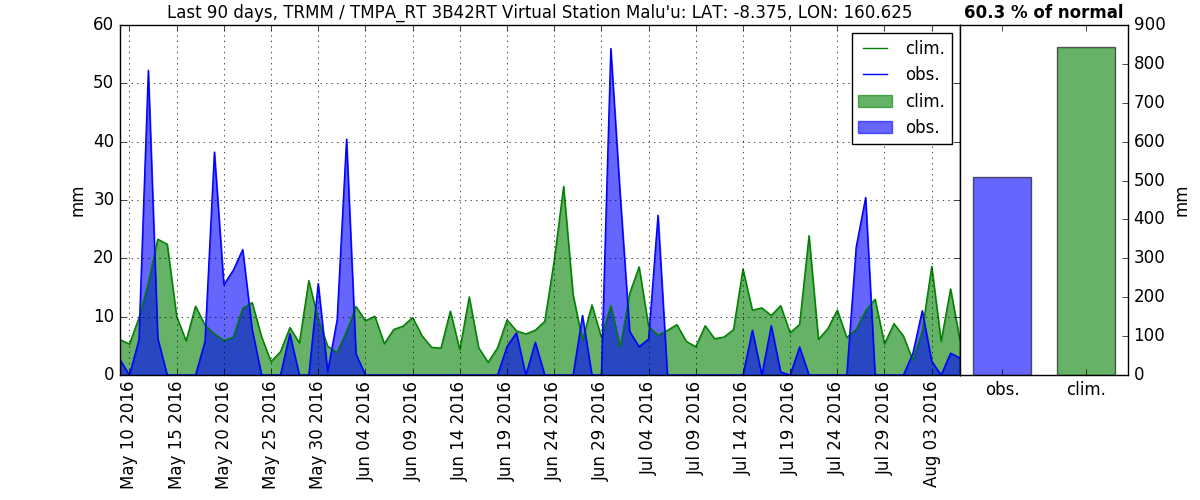 Last 90 days, TRMM / TMPA_RT 3B42RT Virtual Station Malu'u: LAT: -8.375, LON: 160.625
60.3 % of normal
60
50
40
30
20
10
0
mm
clim.
obs.
clim.
obs.
900
800
700
600
500
400
300
200
100
0
mm
obs.
clim.
May 10 2016
May 15 2016
May 20 2016
May 25 2016
May 30 2016
Jun 04 2016
Jun 09 2016
Jun 14 2016
Jun 19 2016
Jun 24 2016
Jun 29 2016
Jul 04 2016
Jul 09 2016
Jul 14 2016
Jul 19 2016
Jul 24 2016
Jul 29 2016
Aug 03 2016